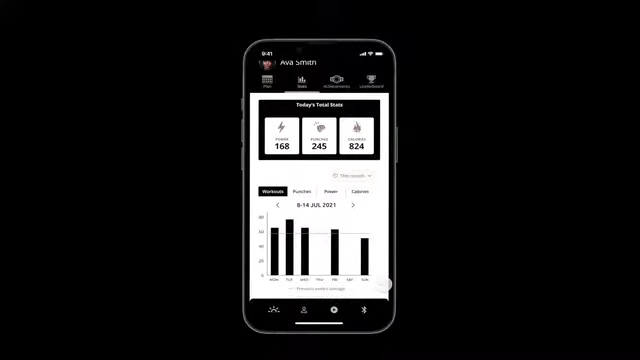 9:41
Ava Smith
Plan Stats Achievements Leaderboard
Today's Total Stats
POWER PUNCHES CALORIES
168 245 824
This month
Workouts Punches Power Calories
8-14 JUL 2021
80
60
40
20
0
MON TUE WED THU FRI SAT SUN
Previous week's average